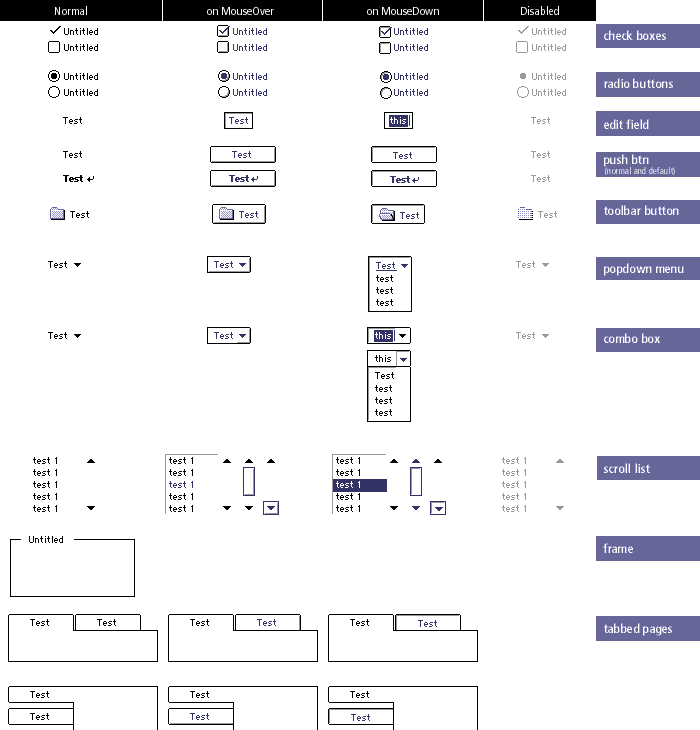 Normal on MouseOver on MouseDown Disabled
Untitled Untitled Untitled Untitled check boxes
Untitled Untitled Untitled Untitled
Untitled Untitled Untitled Untitled radio buttons
Untitled Untitled Untitled Untitled
Test Test this Test edit field
Test Test Test Test push btn
(normal and default)
Test Test Test Test
Test Test Test Test toolbar button
Test Test Test Test popdown menu
test
test
test
Test Test this Test combo box
this
Test
test
test
test
test 1 test 1 test 1 test 1 scroll list
test 1 test 1 test 1 test 1
test 1 test 1 test 1 test 1
test 1 test 1 test 1 test 1
test 1 test 1 test 1 test 1
Untitled frame
Test Test Test Test Test Test tabbed pages
Test Test Test
Test Test Test